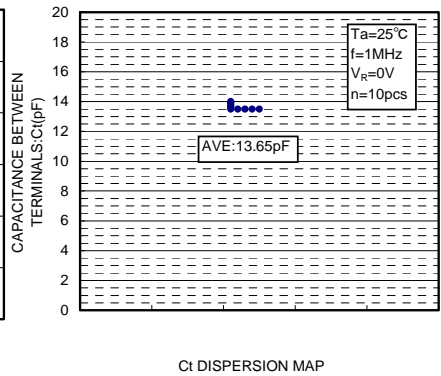 CAPACITANCE BETWEEN
TERMINALS:Ct(pF)
20
18
16
14
12
10
8
6
4
2
0
Ta=25℃
f=1MHz
VR=0V
n=10pcs
AVE:13.65pF
Ct DISPERSION MAP